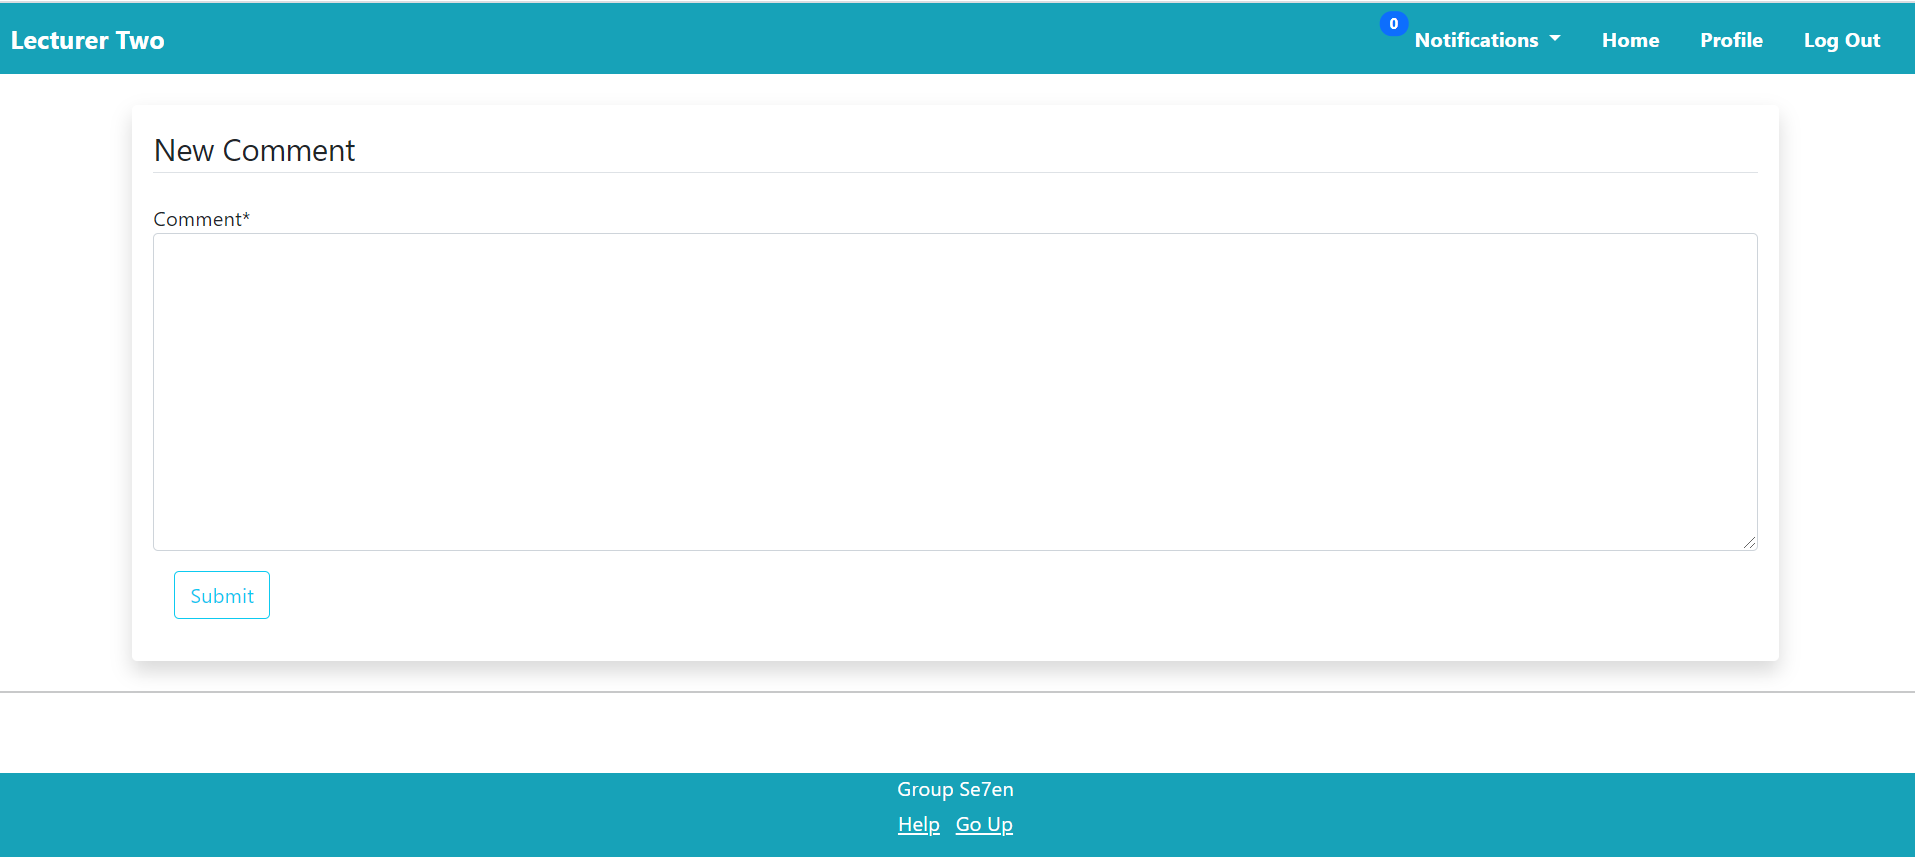 Lecturer Two
0
Notifications
Home
Profile
Log Out
New Comment
Comment*
Submit
Group Se7en
Help Go Up